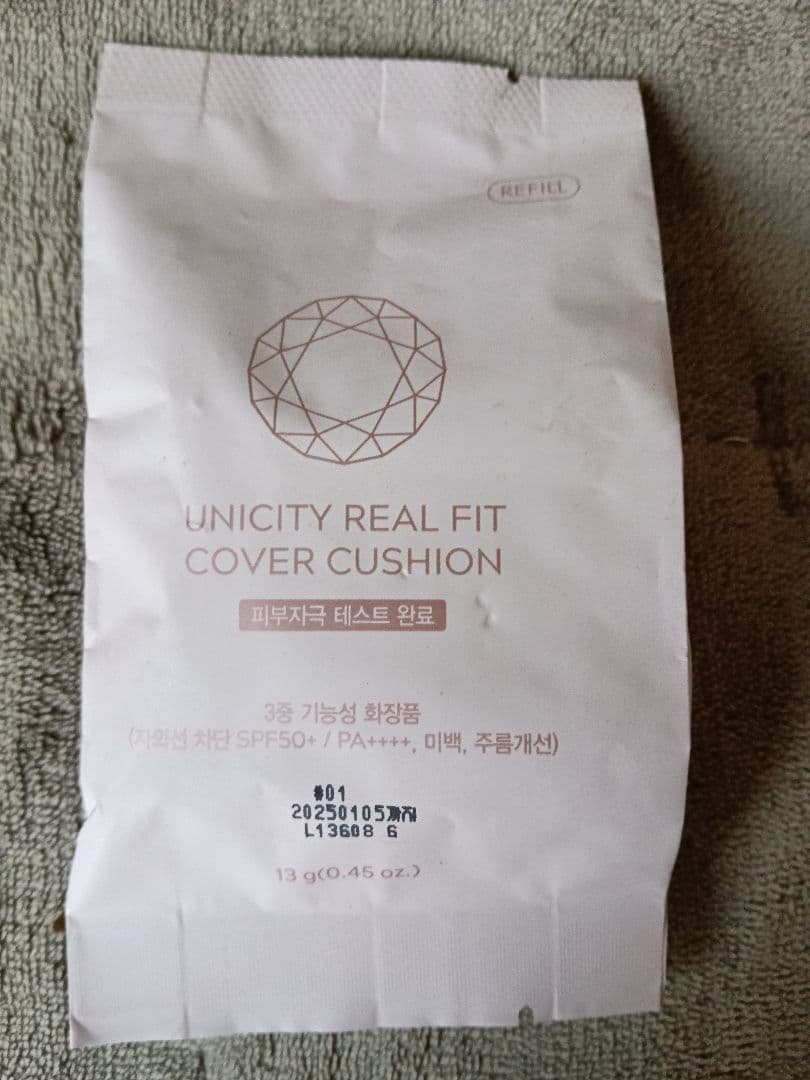 REFILL
UNICITY REAL FIT
COVER CUSHION
피부자극 테스트 완료
3중 기능성 화장품
(자외선 차단 SPF50+ / PA++++, 미백, 주름개선)
#01
20250105까지
L13608 6
13 g(0.45 oz.)